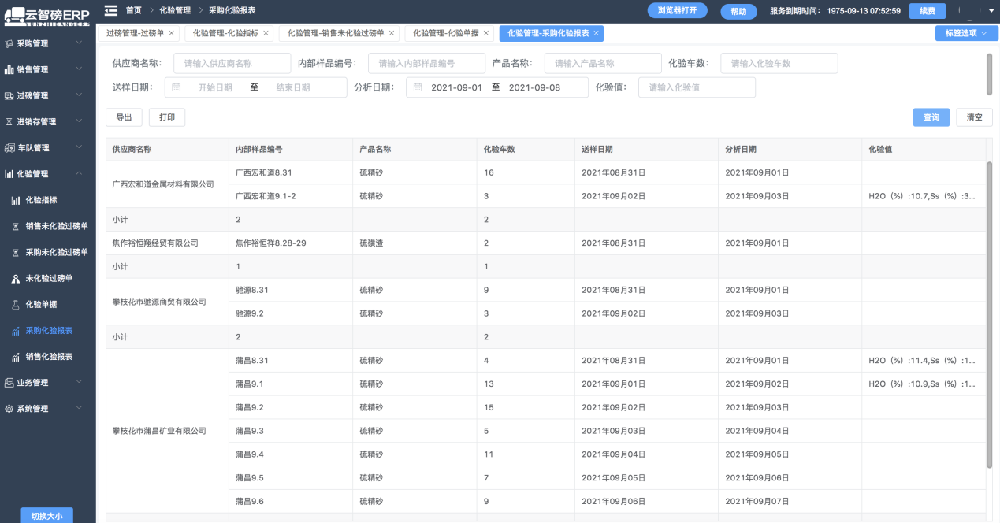 云智磅ERP
YUNZHIBANGERP
首页 > 化验管理 > 采购化验报表
浏览器打开
帮助
服务到期时间： 1975-09-13 07:52:59
续费
采购管理
销售管理
过磅管理
进销存管理
车队管理
化验管理
化验指标
销售未化验过磅单
采购未化验过磅单
未化验过磅单
化验单据
采购化验报表
销售化验报表
业务管理
系统管理
切换大小
过磅管理-过磅单 ×
化验管理-化验指标 ×
化验管理-销售未化验过磅单 ×
化验管理-化验单据 ×
化验管理-采购化验报表 ×
标签选项
供应商名称： 请输入供应商名称 内部样品编号： 请输入内部样品编号 产品名称： 请输入产品名称 化验车数： 请输入化验车数
送样日期： 开始日期 至 结束日期 分析日期： 2021-09-01 至 2021-09-08 化验值： 请输入化验值
导出 打印 查询 清空
供应商名称 内部样品编号 产品名称 化验车数 送样日期 分析日期 化验值
广西宏和道金属材料有限公司
广西宏和道8.31 硫精砂 16 2021年08月31日 2021年09月01日
广西宏和道9.1-2 硫精砂 3 2021年09月02日 2021年09月03日 H2O（%）:10.7,Ss（%）:3...
小计 2 2
焦作裕恒翔经贸有限公司 焦作裕恒祥8.28-29 硫磺渣 2 2021年08月31日 2021年09月01日
小计 1 1
攀枝花市驰源商贸有限公司
驰源8.31 硫精砂 9 2021年08月31日 2021年09月01日
驰源9.2 硫精砂 3 2021年09月02日 2021年09月03日
小计 2 2
攀枝花市蒲昌矿业有限公司
蒲昌8.31 硫精砂 4 2021年08月31日 2021年09月01日 H2O（%）:11.4,Ss（%）:1...
蒲昌9.1 硫精砂 13 2021年09月01日 2021年09月02日 H2O（%）:10.9,Ss（%）:1...
蒲昌9.2 硫精砂 15 2021年09月02日 2021年09月03日
蒲昌9.3 硫精砂 5 2021年09月03日 2021年09月04日
蒲昌9.4 硫精砂 11 2021年09月04日 2021年09月05日
蒲昌9.5 硫精砂 7 2021年09月05日 2021年09月06日
蒲昌9.6 硫精砂 9 2021年09月06日 2021年09月07日